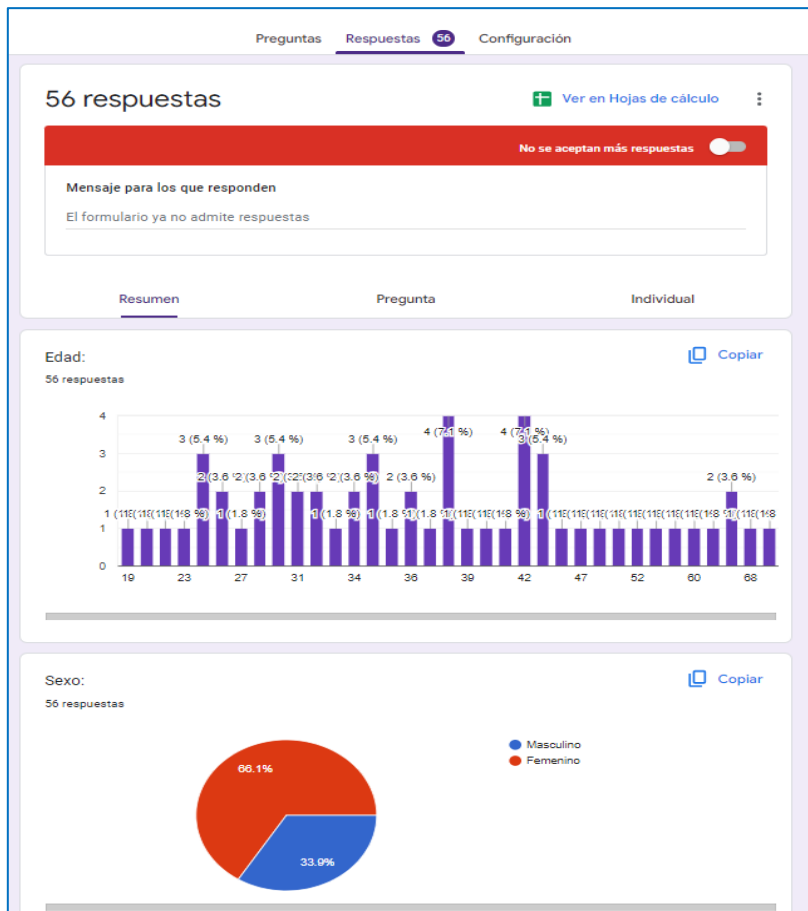 Preguntas Respuestas 56 Configuración
56 respuestas
Ver en Hojas de cálculo
No se aceptan más respuestas
Mensaje para los que responden
El formulario ya no admite respuestas
Resumen Pregunta Individual
Edad:
Copiar
56 respuestas
4
3
2
1
0
3 (5.4 %) 3 (5.4 %) 3 (5.4 %) 4 (7.1 %) 4 (7.1 %) 3 (5.4 %)
2 (3.6 %) 2 (3.6 %)
19 23 27 31 34 36 39 42 47 52 60 68
Sexo:
Copiar
56 respuestas
Masculino
Femenino
66.1%
33.9%